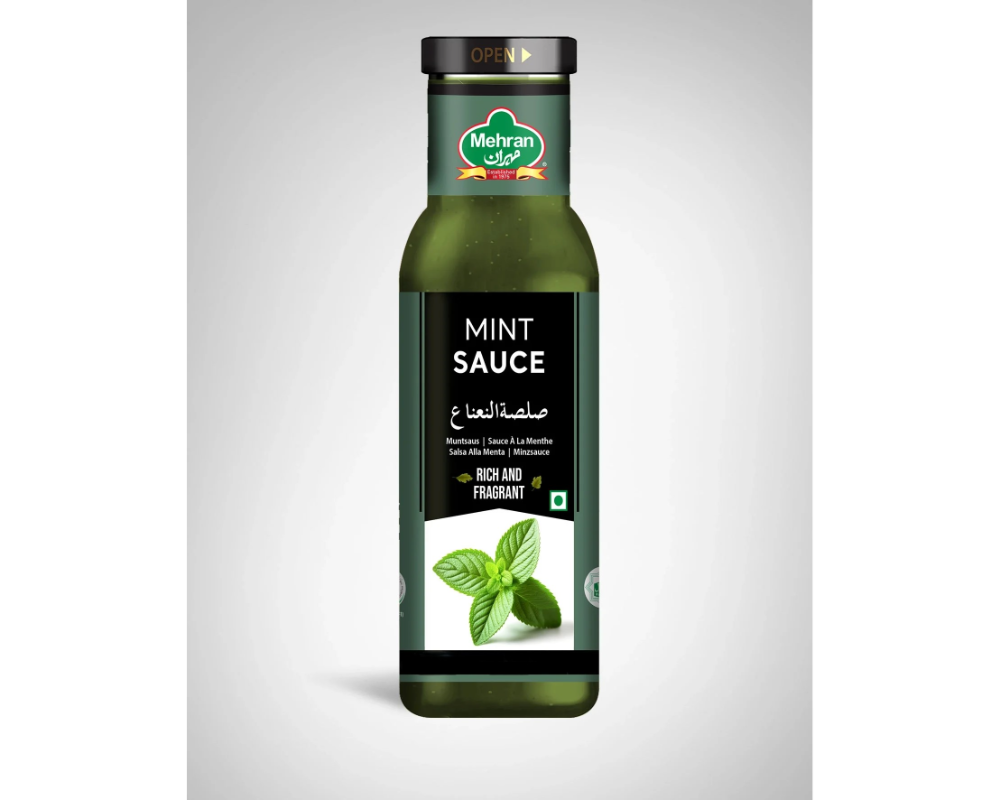 OPEN
Mehran
مہران
Established
in 1975
MINT
SAUCE
صلصة النعناع
Muntsaus | Sauce À La Menthe
Salsa Alla Menta | Minzsauce
RICH AND
FRAGRANT